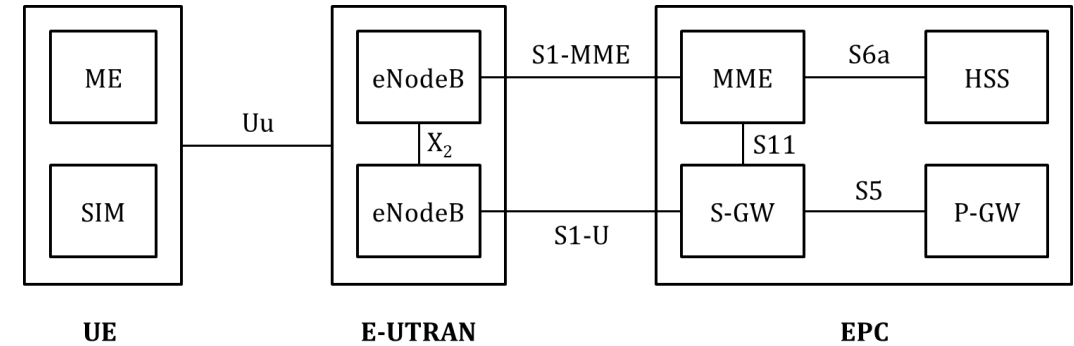 ME
SIM
UE
Uu
eNodeB
X₂
eNodeB
E-UTRAN
S1-MME
S1-U
MME
S6a
HSS
S11
S-GW
S5
P-GW
EPC